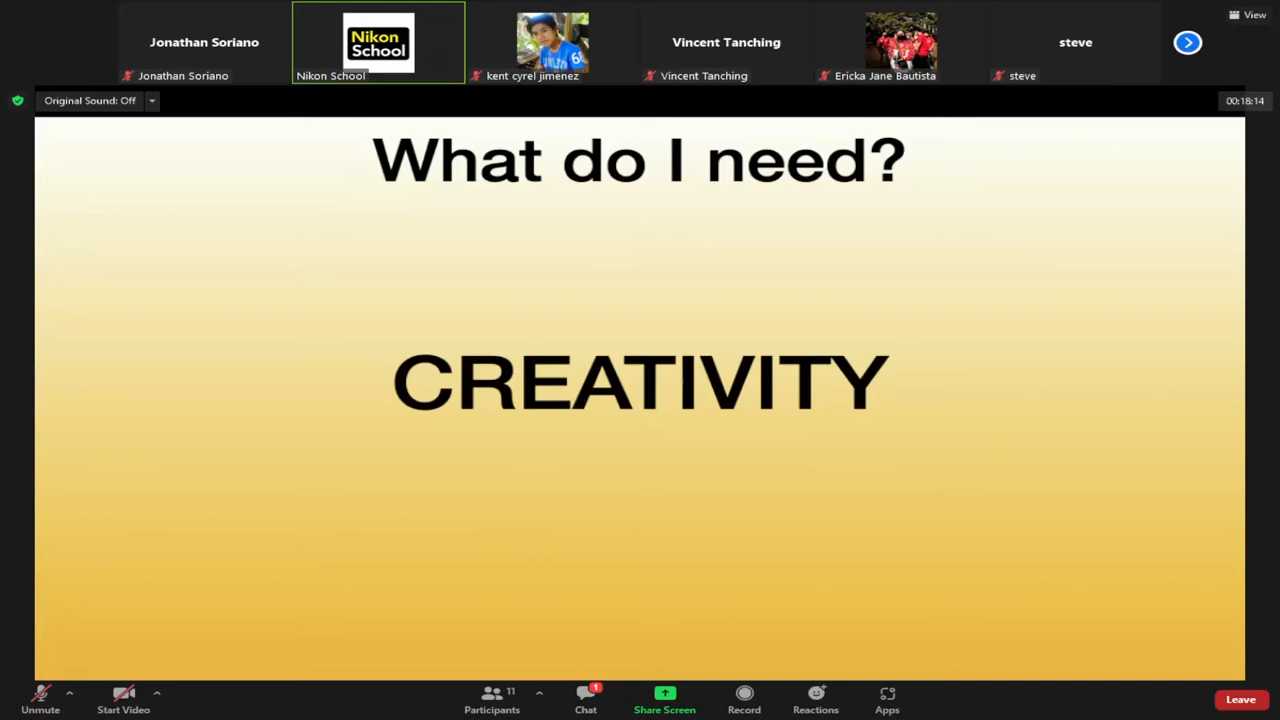 View
Jonathan Soriano
Nikon
School
Vincent Tanching
steve
Jonathan Soriano
Nikon School
kent cyrel jimenez
Vincent Tanching
Ericka Jane Bautista
steve
Original Sound: Off
00:18:14
What do I need?
CREATIVITY
11
1
Unmute
Start Video
Participants
Chat
Share Screen
Record
Reactions
Apps
Leave